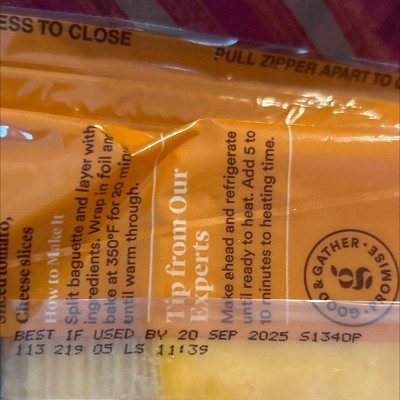 ESS TO CLOSE
PULL ZIPPER APART TO
tomato,
Cheese slices
How to Make It
Split baguette and layer with
ingredients. Wrap in foil and
bake at 350°F for 20 min
until warm through.
Tip from Our
Experts
Make ahead and refrigerate
until ready to heat. Add 5 to
10 minutes to heating time.
GOOD & GATHER • PROMISE •
BEST IF USED BY 20 SEP 2025 S1340P
113 219 05 LS 11:39